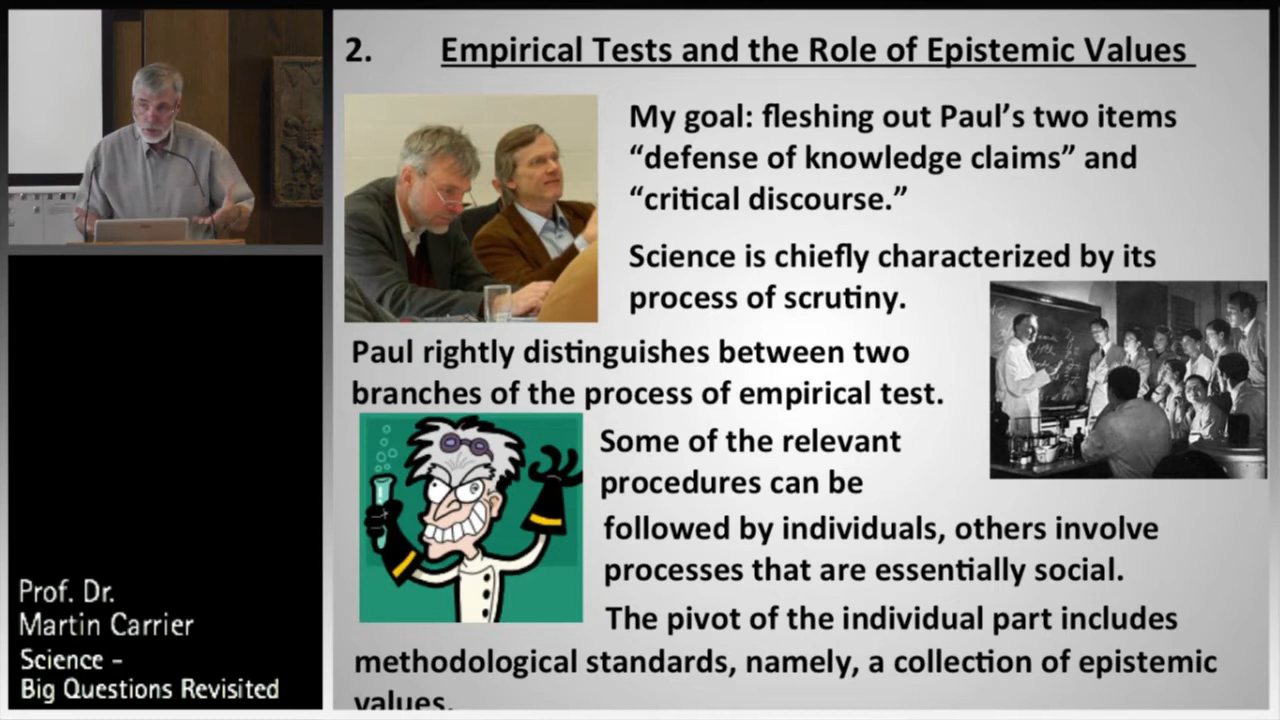 2. Empirical Tests and the Role of Epistemic Values
My goal: fleshing out Paul’s two items
“defense of knowledge claims” and
“critical discourse.”
Science is chiefly characterized by its
process of scrutiny.
Paul rightly distinguishes between two
branches of the process of empirical test.
Some of the relevant
procedures can be
followed by individuals, others involve
processes that are essentially social.
The pivot of the individual part includes
methodological standards, namely, a collection of epistemic
values.
Prof. Dr.
Martin Carrier
Science -
Big Questions Revisited